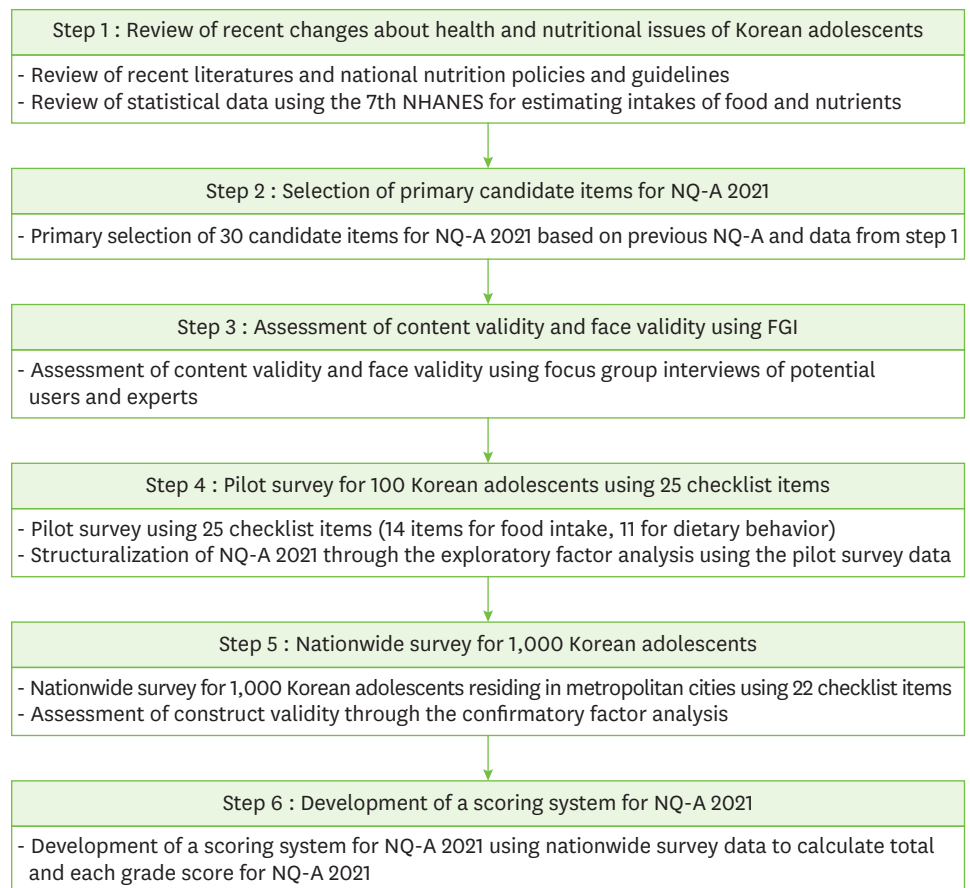 Step 1 : Review of recent changes about health and nutritional issues of Korean adolescents
- Review of recent literatures and national nutrition policies and guidelines
- Review of statistical data using the 7th NHANES for estimating intakes of food and nutrients
Step 2 : Selection of primary candidate items for NQ-A 2021
- Primary selection of 30 candidate items for NQ-A 2021 based on previous NQ-A and data from step 1
Step 3 : Assessment of content validity and face validity using FGI
- Assessment of content validity and face validity using focus group interviews of potential
users and experts
Step 4 : Pilot survey for 100 Korean adolescents using 25 checklist items
- Pilot survey using 25 checklist items (14 items for food intake, 11 for dietary behavior)
- Structuralization of NQ-A 2021 through the exploratory factor analysis using the pilot survey data
Step 5 : Nationwide survey for 1,000 Korean adolescents
- Nationwide survey for 1,000 Korean adolescents residing in metropolitan cities using 22 checklist items
- Assessment of construct validity through the confirmatory factor analysis
Step 6 : Development of a scoring system for NQ-A 2021
- Development of a scoring system for NQ-A 2021 using nationwide survey data to calculate total
and each grade score for NQ-A 2021